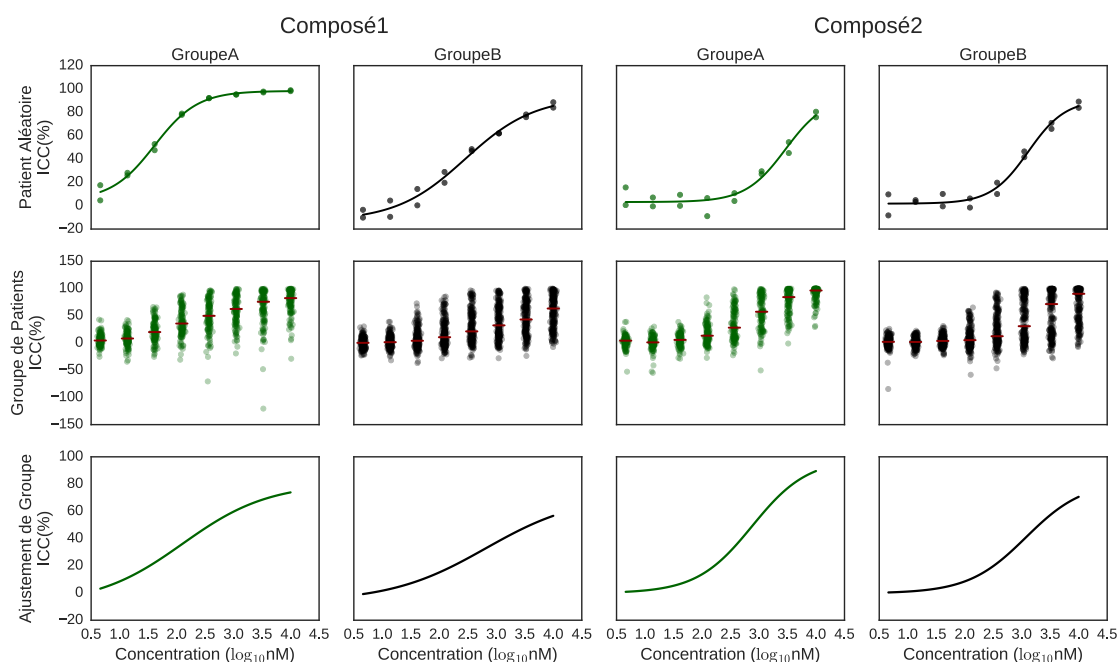 Composé1 Composé2
GroupeA GroupeB GroupeA GroupeB
Patient Aléatoire
ICC(%)
120
100
80
60
40
20
0
−20
Groupe de Patients
ICC(%)
150
100
50
0
−50
−100
−150
Ajustement de Groupe
ICC(%)
100
80
60
40
20
0
−20
0.5 1.0 1.5 2.0 2.5 3.0 3.5 4.0 4.5 0.5 1.0 1.5 2.0 2.5 3.0 3.5 4.0 4.5 0.5 1.0 1.5 2.0 2.5 3.0 3.5 4.0 4.5 0.5 1.0 1.5 2.0 2.5 3.0 3.5 4.0 4.5
Concentration (log₁₀nM) Concentration (log₁₀nM) Concentration (log₁₀nM) Concentration (log₁₀nM)